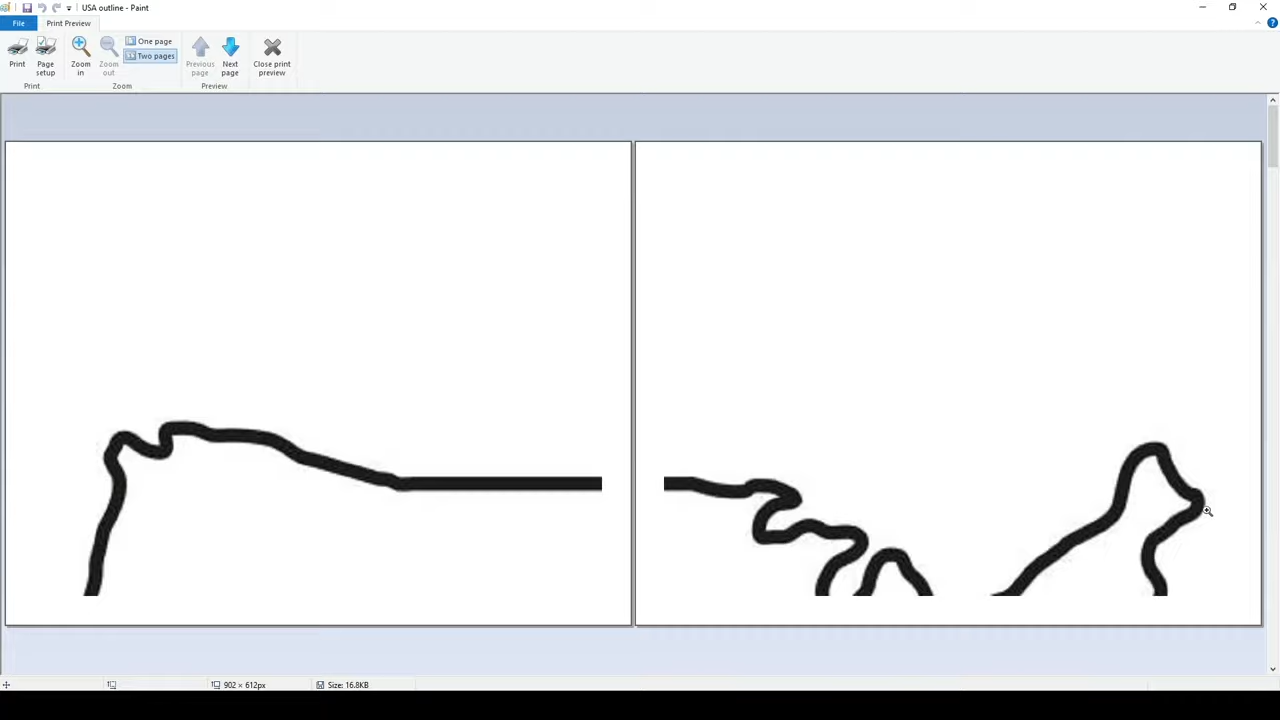 USA outline - Paint
File
Print Preview
One page
Two pages
Print
Page setup
Zoom in
Zoom out
Previous page
Next page
Close print preview
Print
Zoom
Preview
902 × 612px
Size: 16.8KB